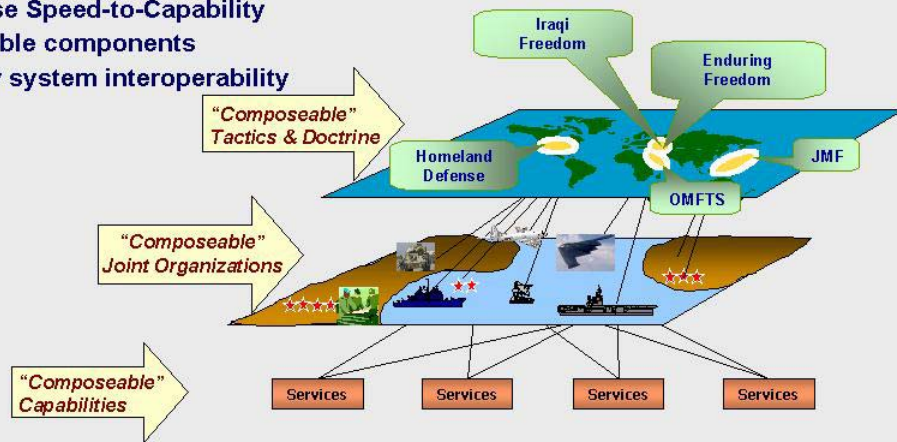 se Speed-to-Capability
ble components
system interoperability
Iraqi
Freedom
Enduring
Freedom
"Composeable"
Tactics & Doctrine
Homeland
Defense
JMF
OMFTS
"Composeable"
Joint Organizations
"Composeable"
Capabilities
Services
Services
Services
Services